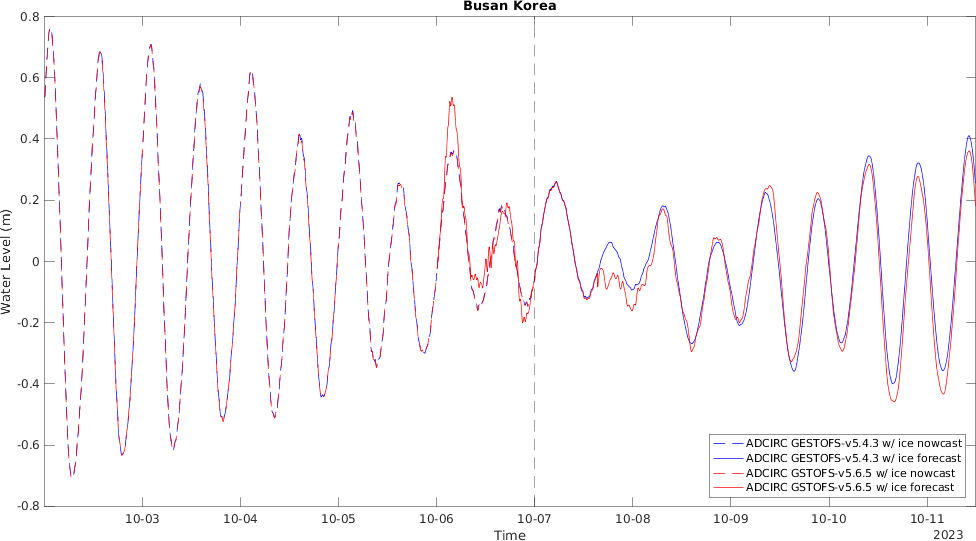 Busan Korea
0.8
0.6
0.4
0.2
0
-0.2
-0.4
-0.6
-0.8
Water Level (m)
ADCIRC GESTOFS-v5.4.3 w/ ice nowcast
ADCIRC GESTOFS-v5.4.3 w/ ice forecast
ADCIRC GSTOFS-v5.6.5 w/ ice nowcast
ADCIRC GSTOFS-v5.6.5 w/ ice forecast
10-03 10-04 10-05 10-06 10-07 10-08 10-09 10-10 10-11
Time 2023